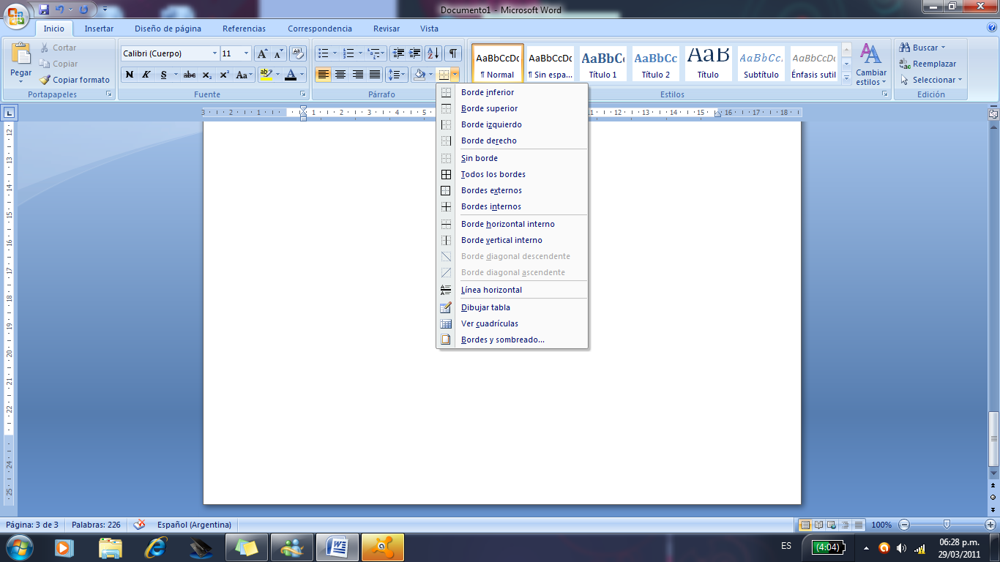 Documento1 - Microsoft Word
Inicio Insertar Diseño de página Referencias Correspondencia Revisar Vista
Pegar
Cortar
Copiar
Copiar formato
Portapapeles
Calibri (Cuerpo) 11
N K S abc x₂ x² Aa ab A
Fuente
Párrafo
AaBbCcDc AaBbCcDc AaBbC AaBbCc AaB AaBbCc. AaBbCcDc
¶ Normal ¶ Sin espa... Título 1 Título 2 Título Subtítulo Énfasis sutil
Cambiar
estilos
Estilos
Buscar
Reemplazar
Seleccionar
Edición
3 2 1 1 2 3 4 5 11 12 13 14 15 16 17 18
12
13
14
15
16
17
18
19
20
21
22
24
25
Borde inferior
Borde superior
Borde izquierdo
Borde derecho
Sin borde
Todos los bordes
Bordes externos
Bordes internos
Borde horizontal interno
Borde vertical interno
Borde diagonal descendente
Borde diagonal ascendente
Línea horizontal
Dibujar tabla
Ver cuadrículas
Bordes y sombreado...
Página: 3 de 3 Palabras: 226 Español (Argentina) 100%
ES (4:04) 06:28 p.m.
29/03/2011